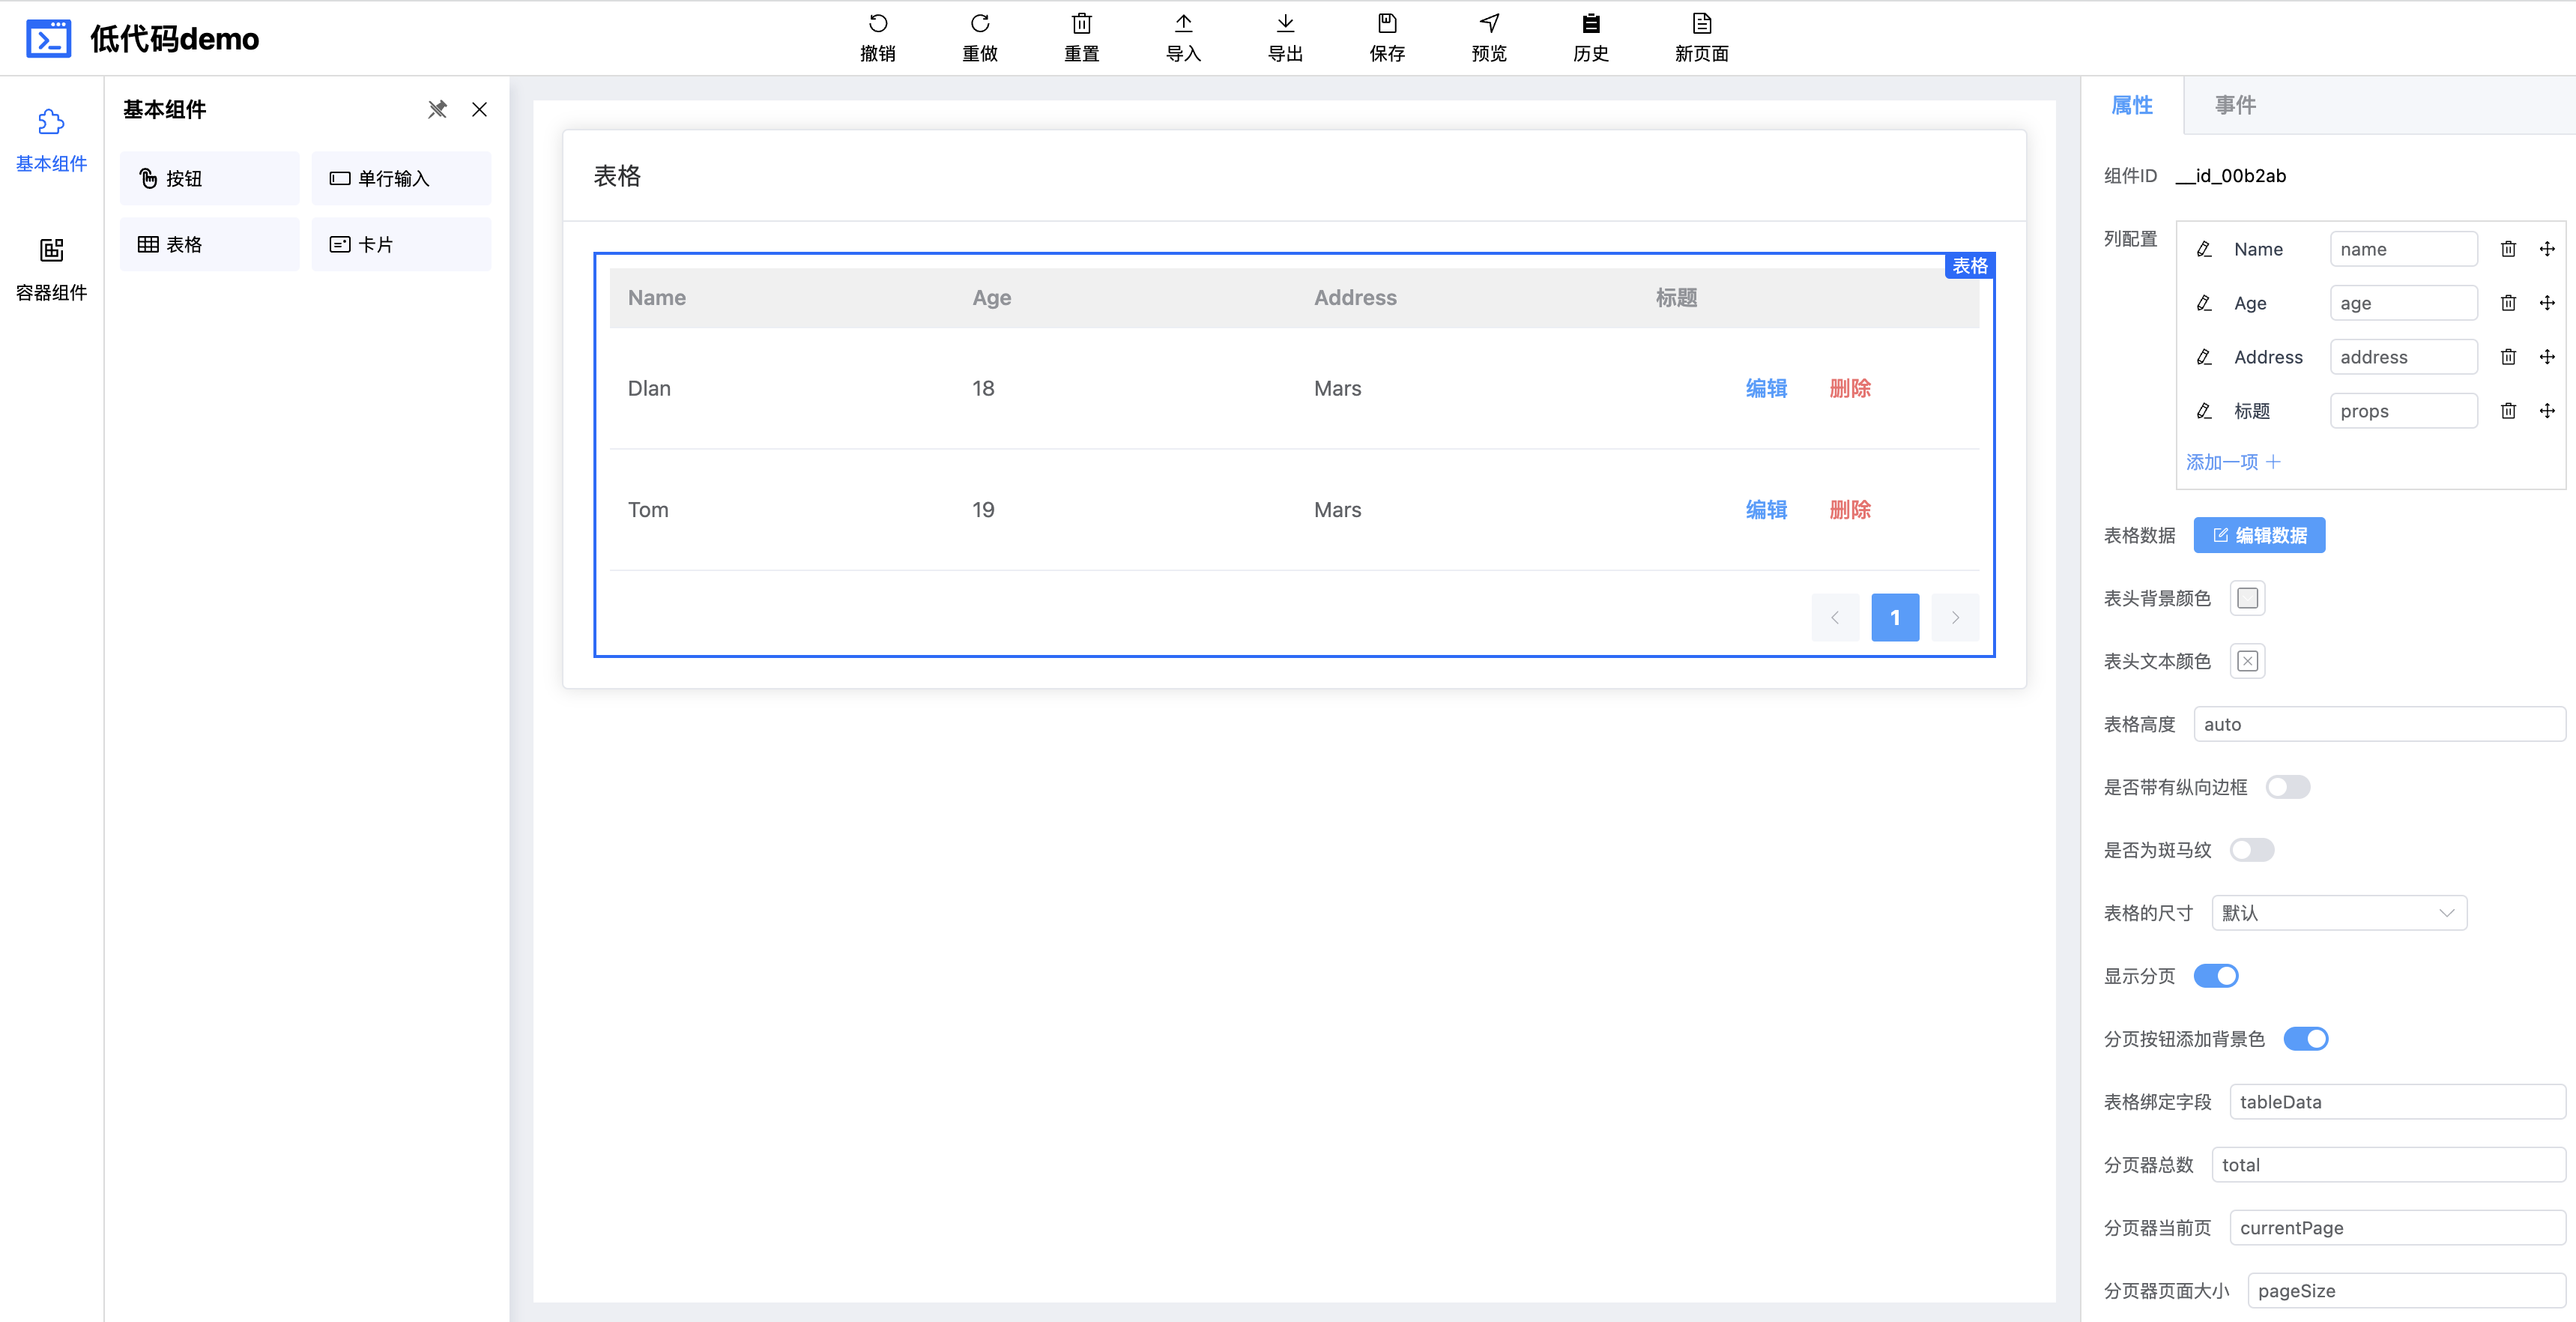 低代码demo
撤销 重做 重置 导入 导出 保存 预览 历史 新页面
基本组件
容器组件
基本组件
按钮 单行输入
表格 卡片
表格
表格
Name Age Address 标题
Dlan 18 Mars 编辑 删除
Tom 19 Mars 编辑 删除
1
属性 事件
组件ID __id_00b2ab
列配置
Name name
Age age
Address address
标题 props
添加一项
表格数据 编辑数据
表头背景颜色
表头文本颜色
表格高度 auto
是否带有纵向边框
是否为斑马纹
表格的尺寸 默认
显示分页
分页按钮添加背景色
表格绑定字段 tableData
分页器总数 total
分页器当前页 currentPage
分页器页面大小 pageSize